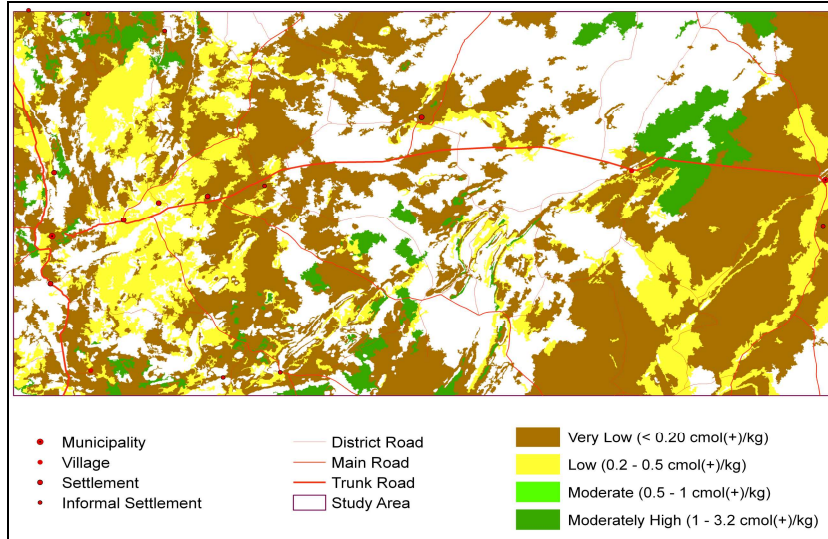 Municipality
Village
Settlement
Informal Settlement
District Road
Main Road
Trunk Road
Study Area
Very Low (< 0.20 cmol(+)/kg)
Low (0.2 - 0.5 cmol(+)/kg)
Moderate (0.5 - 1 cmol(+)/kg)
Moderately High (1 - 3.2 cmol(+)/kg)